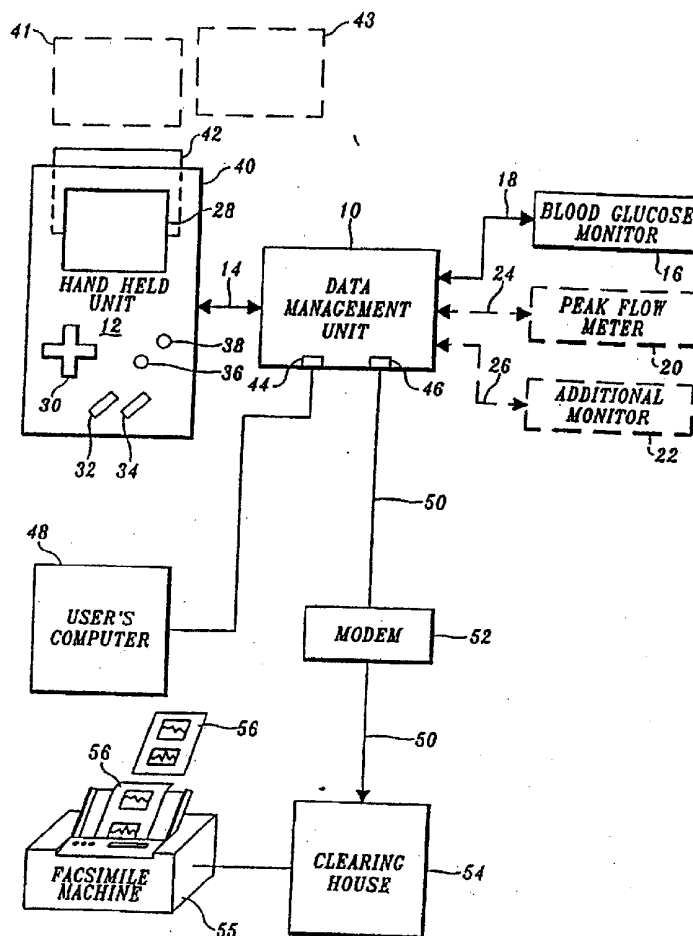 41
43
42
40
28
HAND HELD
UNIT
12
14
10
DATA
MANAGEMENT
UNIT
18
BLOOD GLUCOSE
MONITOR
16
24
PEAK FLOW
METER
20
26
ADDITIONAL
MONITOR
22
38
36
30
32
34
44
46
50
48
USER'S
COMPUTER
MODEM
52
50
56
56
FACSIMILE
MACHINE
55
CLEARING
HOUSE
54